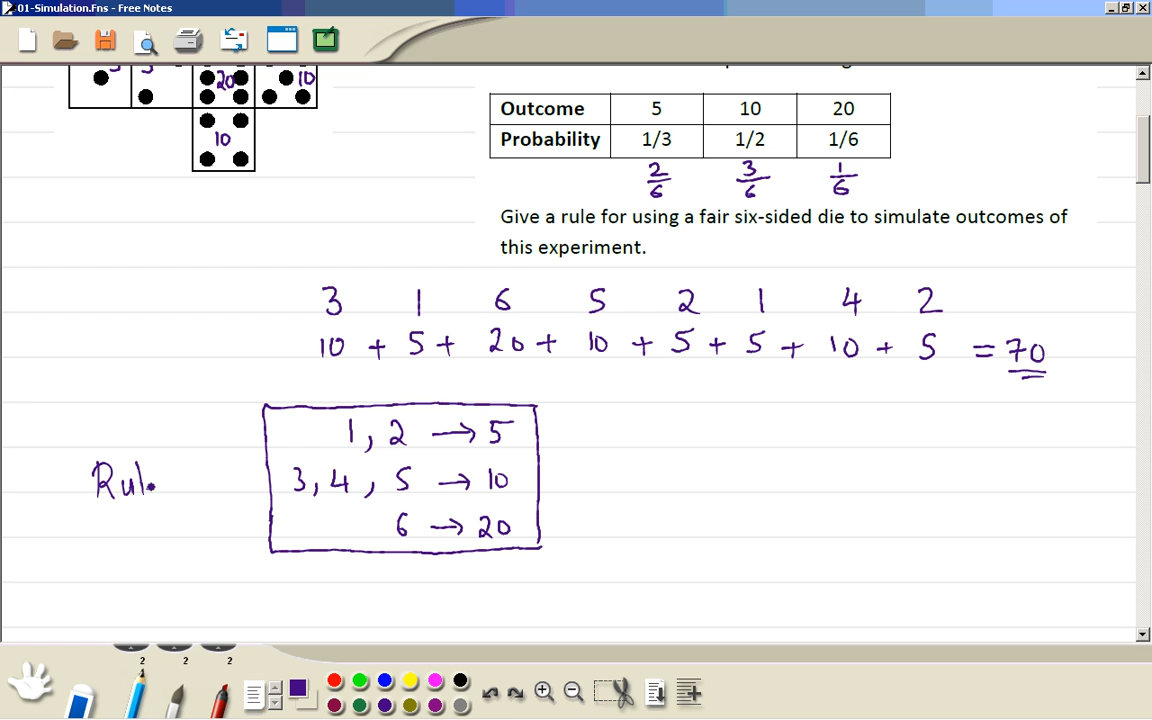 01-Simulation.Fns - Free Notes
20 10
10
Outcome 5 10 20
Probability 1/3 1/2 1/6
2/6 3/6 1/6
Give a rule for using a fair six-sided die to simulate outcomes of
this experiment.
3 1 6 5 2 1 4 2
10 + 5 + 20 + 10 + 5 + 5 + 10 + 5 = 70
1, 2 → 5
Rul
3, 4, 5 → 10
6 → 20
2 2 2